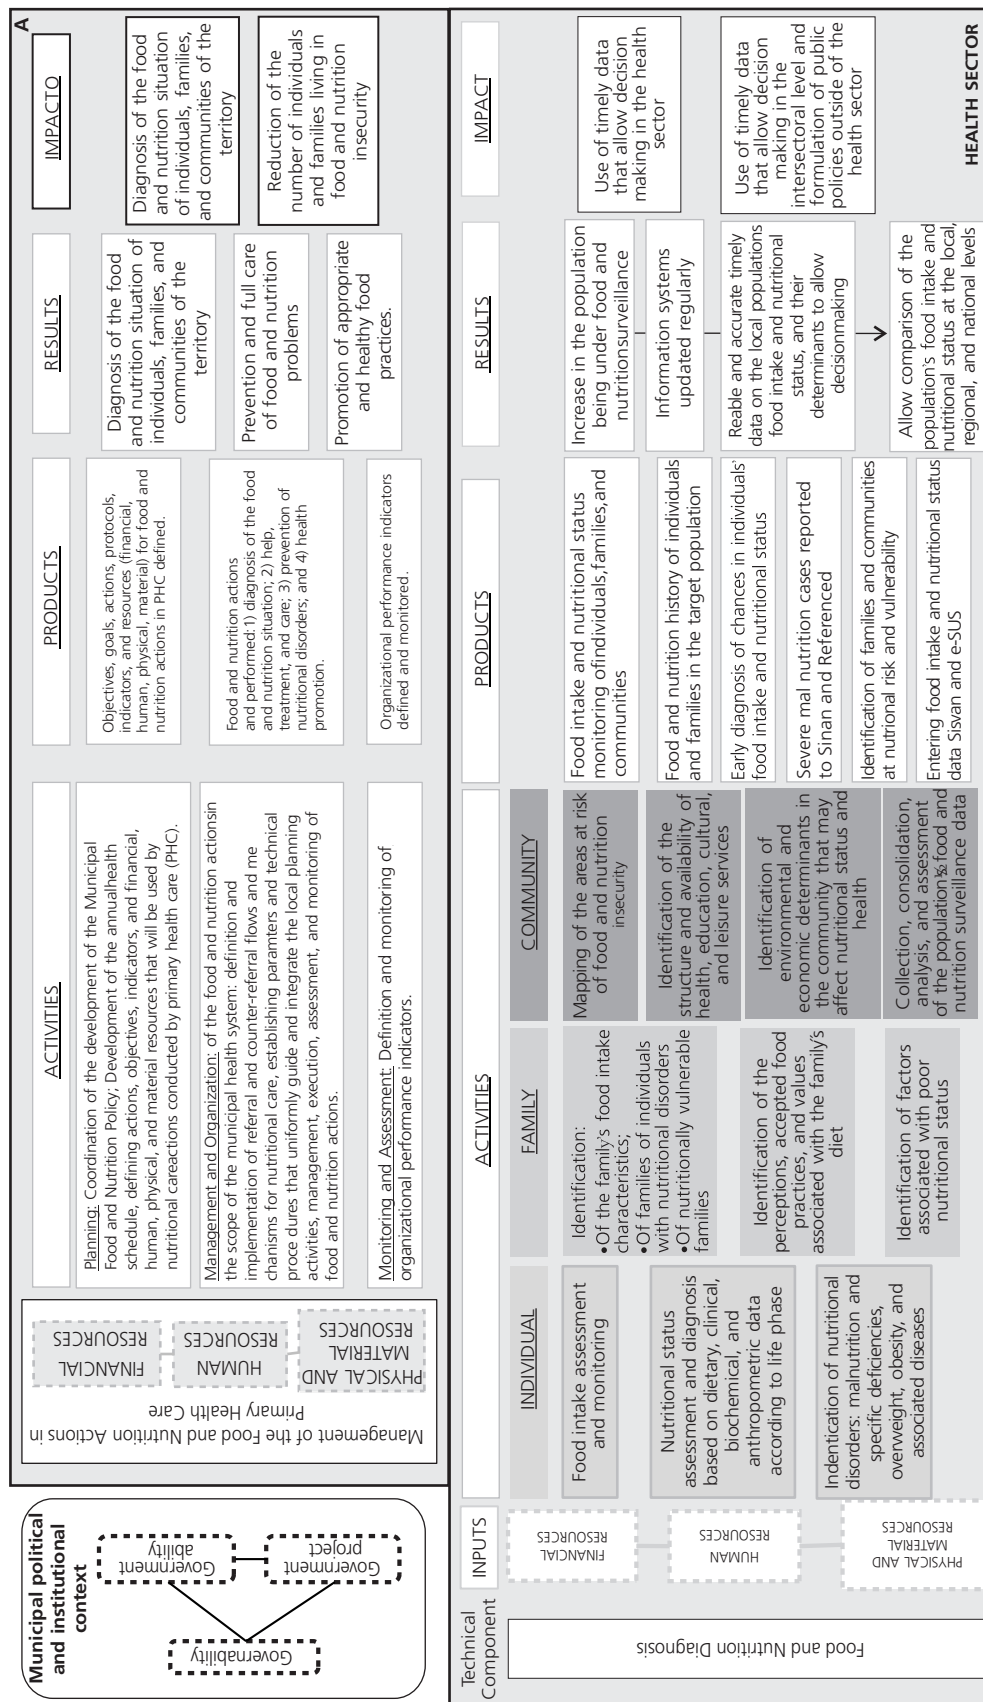 Municipal political
and institutional
context
Governability
Government
ability
Government
project
A
Management of the Food and Nutrition Actions in
Primary Health Care
FINANCIAL
RESOURCES
HUMAN
RESOURCES
PHYSICAL AND
MATERIAL
RESOURCES
ACTIVITIES
Planning: Coordination of the development of the Municipal
Food and Nutrition Policy; Development of the annualhealth
schedule, defining actions, objectives, indicators, and financial,
human, physical, and material resources that will be used by
nutritional careactions conducted by primary health care (PHC).
Management and Organization: of the food and nutrition actionsin
the scope of the municipal health system: definition and
implementation of referral and counter-referral flows and me
chanisms for nutritional care, establishing paramters and technical
proce dures that uniformly guide and integrate the local planning
activities, management, execution, assessment, and monitoring of
food and nutrition actions.
Monitoring and Assessment: Definition and monitoring of
organizational performance indicators.
PRODUCTS
Objectives, goals, actions, protocols,
indicators, and resources (financial,
human, physical, material) for food and
nutrition actions in PHC defined.
Food and nutrition actions
and performed: 1) diagnosis of the food
and nutrition situation; 2) help,
treatment, and care; 3) prevention of
nutritional disorders; and 4) health
promotion.
Organizational performance indicators
defined and monitored.
RESULTS
Diagnosis of the food
and nutrition situation of
individuals, families, and
communities of the
territory
Prevention and full care
of food and nutrition
problems
Promotion of appropriate
and healthy food
practices.
IMPACTO
Diagnosis of the food
and nutrition situation
of individuals, families,
and communities of the
territory
Reduction of the
number of individuals
and families living in
food and nutrition
insecurity
Technical
Component
Food and Nutrition Diagnosis
INPUTS
FINANCIAL
RESOURCES
HUMAN
RESOURCES
PHYSICAL AND
MATERIAL
RESOURCES
ACTIVITIES
INDIVIDUAL
Food intake assessment
and monitoring
Nutritional status
assessment and diagnosis
based on dietary, clinical,
biochemical, and
anthropometric data
according to life phase
Indentication of nutritional
disorders: malnutrition and
specific deficiencies,
overweight, obesity, and
associated diseases
FAMILY
Identification:
•Of the family's food intake
characteristics;
•Of families of individuals
with nutritional disorders
•Of nutritionally vulnerable
families
Identification of the
perceptions, accepted food
practices, and values
associated with the family's
diet
Identification of factors
associated with poor
nutritional status
COMMUNITY
Mapping of the areas at risk
of food and nutrition
insecurity
Identification of the
structure and availability of
health, education, cultural,
and leisure services
Identification of
environmental and
economic determinants in
the community that may
affect nutritional status and
health
Collection, consolidation,
analysis, and assessment
of the population½ food and
nutrition surveillance data
PRODUCTS
Food intake and nutritional status
monitoring ofindividuals,families,and
communities
Food and nutrition history of individuals
and families in the target population
Early diagnosis of chances in individuals'
food intake and nutritional status
Severe mal nutrition cases reported
to Sinan and Referenced
Identification of families and communities
at nutritional risk and vulnerability
Entering food intake and nutritional status
data Sisvan and e-SUS
RESULTS
Increase in the population
being under food and
nutritionsurveillance
Information systems
updated regularly
Reable and accurate timely
data on the local populations
food intake and nutritional
status, and their
determinants to allow
decisionmaking
Allow comparison of the
population's food intake and
nutritional status at the local,
regional, and national levels
IMPACT
Use of timely data
that allow decision
making in the health
sector
Use of timely data
that allow decision
making in the
intersectoral level and
formulation of public
policies outside of the
health sector
HEALTH SECTOR